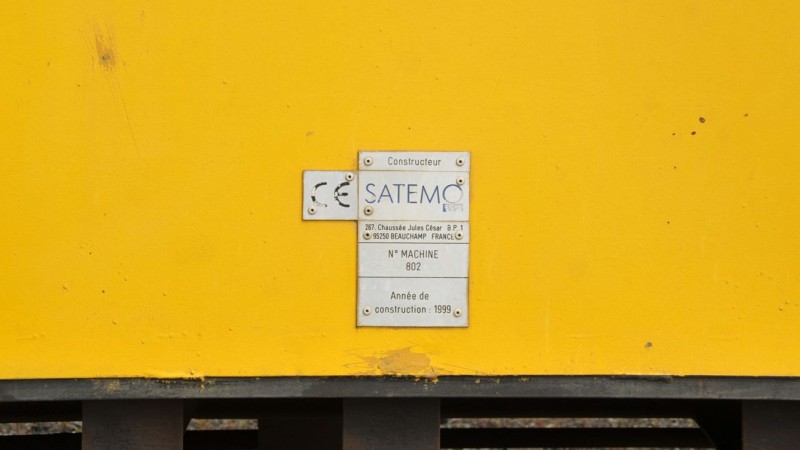 Constructeur
CE
SATEMO
267. Chaussée Jules César B.P. 1
95250 BEAUCHAMP FRANCE
N° MACHINE
802
Année de
construction : 1999